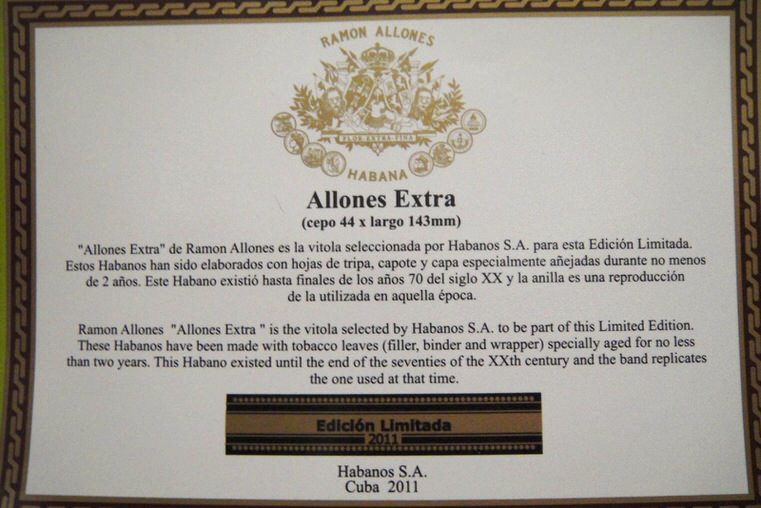 RAMON ALLONES
FLOR EXTRA FINA
HABANA
Allones Extra
(cepo 44 x largo 143mm)
"Allones Extra" de Ramon Allones es la vitola seleccionada por Habanos S.A. para esta Edición Limitada.
Estos Habanos han sido elaborados con hojas de tripa, capote y capa especialmente añejadas durante no menos
de 2 años. Este Habano existió hasta finales de los años 70 del siglo XX y la anilla es una reproducción
de la utilizada en aquella época.
Ramon Allones "Allones Extra " is the vitola selected by Habanos S.A. to be part of this Limited Edition.
These Habanos have been made with tobacco leaves (filler, binder and wrapper) specially aged for no less
than two years. This Habano existed until the end of the seventies of the XXth century and the band replicates
the one used at that time.
Edición Limitada
2011
Habanos S.A.
Cuba 2011